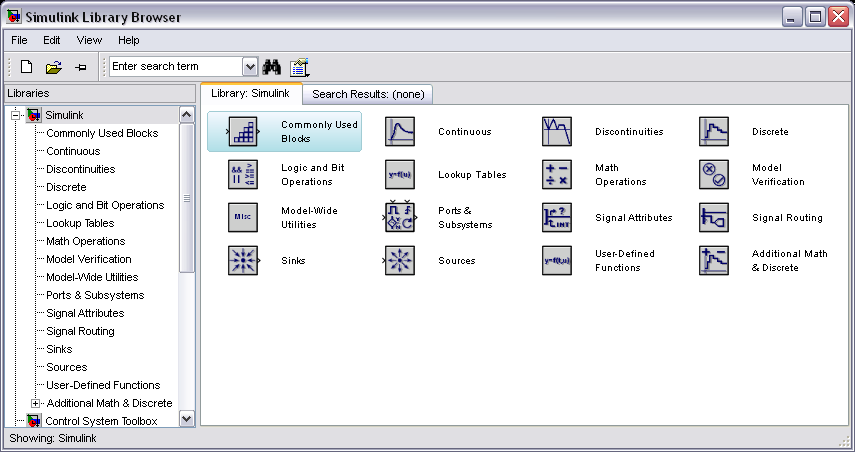 Simulink Library Browser
File Edit View Help
Enter search term
Libraries
Library: Simulink
Search Results: (none)
Simulink
Commonly Used Blocks
Continuous
Discontinuities
Discrete
Logic and Bit Operations
Lookup Tables
Math Operations
Model Verification
Model-Wide Utilities
Ports & Subsystems
Signal Attributes
Signal Routing
Sinks
Sources
User-Defined Functions
Additional Math & Discrete
Control System Toolbox
Commonly Used
Blocks
Continuous
Discontinuities
Discrete
&& >=
|| <=
Logic and Bit
Operations
y=f(u)
Lookup Tables
+ −
÷ ×
Math
Operations
Model
Verification
Misc
Model-Wide
Utilities
Ports &
Subsystems
?
INT
Signal Attributes
Signal Routing
Sinks
Sources
y=f(t,u)
User-Defined
Functions
+ −
Additional Math
& Discrete
Showing: Simulink